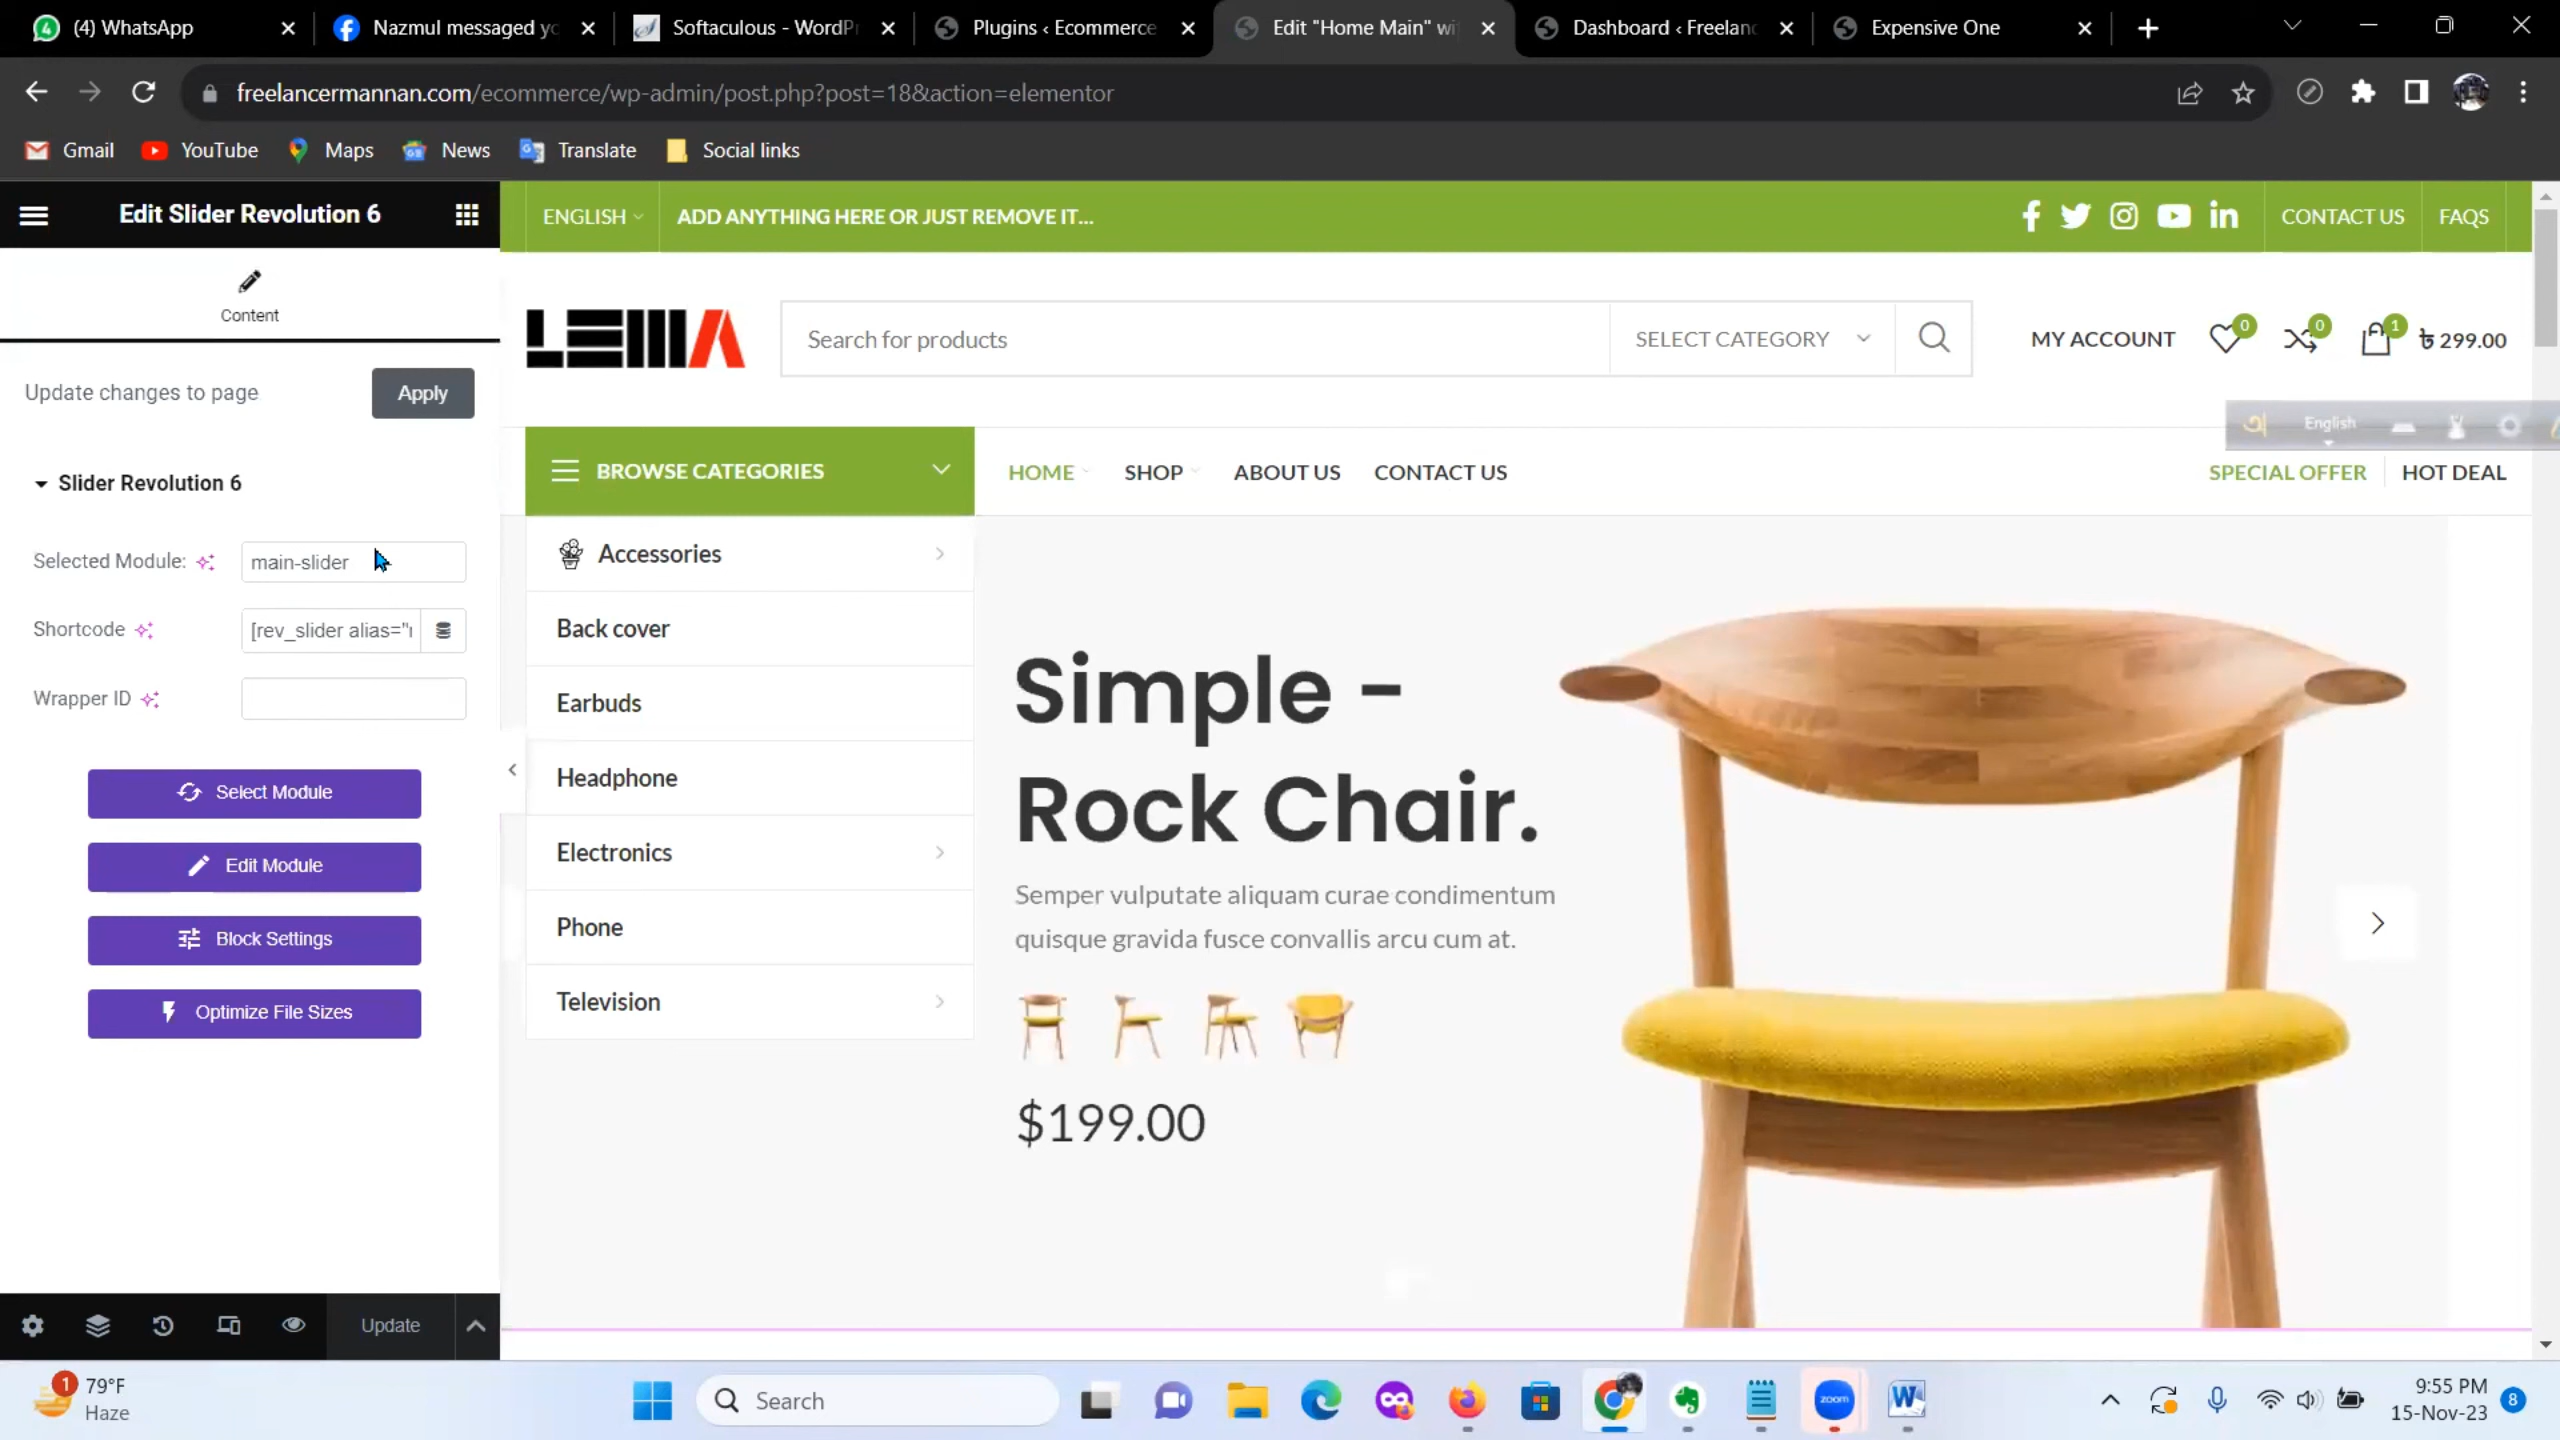 (4) WhatsApp
Nazmul messaged yo
Softaculous - WordPr
Plugins ‹ Ecommerce
Edit "Home Main" wi
Dashboard ‹ Freelanc
Expensive One
freelancermannan.com/ecommerce/wp-admin/post.php?post=18&action=elementor
Gmail
YouTube
Maps
News
Translate
Social links
Edit Slider Revolution 6
ENGLISH
ADD ANYTHING HERE OR JUST REMOVE IT...
CONTACT US
FAQS
Content
LEMA
Search for products
SELECT CATEGORY
MY ACCOUNT
0
0
1
৳ 299.00
Update changes to page
Apply
অ
English
BROWSE CATEGORIES
HOME
SHOP
ABOUT US
CONTACT US
SPECIAL OFFER
HOT DEAL
Slider Revolution 6
Selected Module:
main-slider
Shortcode
[rev_slider alias="r
Wrapper ID
Select Module
Edit Module
Block Settings
Optimize File Sizes
Accessories
Back cover
Earbuds
Headphone
Electronics
Phone
Television
Simple -
Rock Chair.
Semper vulputate aliquam curae condimentum
quisque gravida fusce convallis arcu cum at.
$199.00
Update
1
79°F
Haze
Search
zoom
W
9:55 PM
15-Nov-23
8